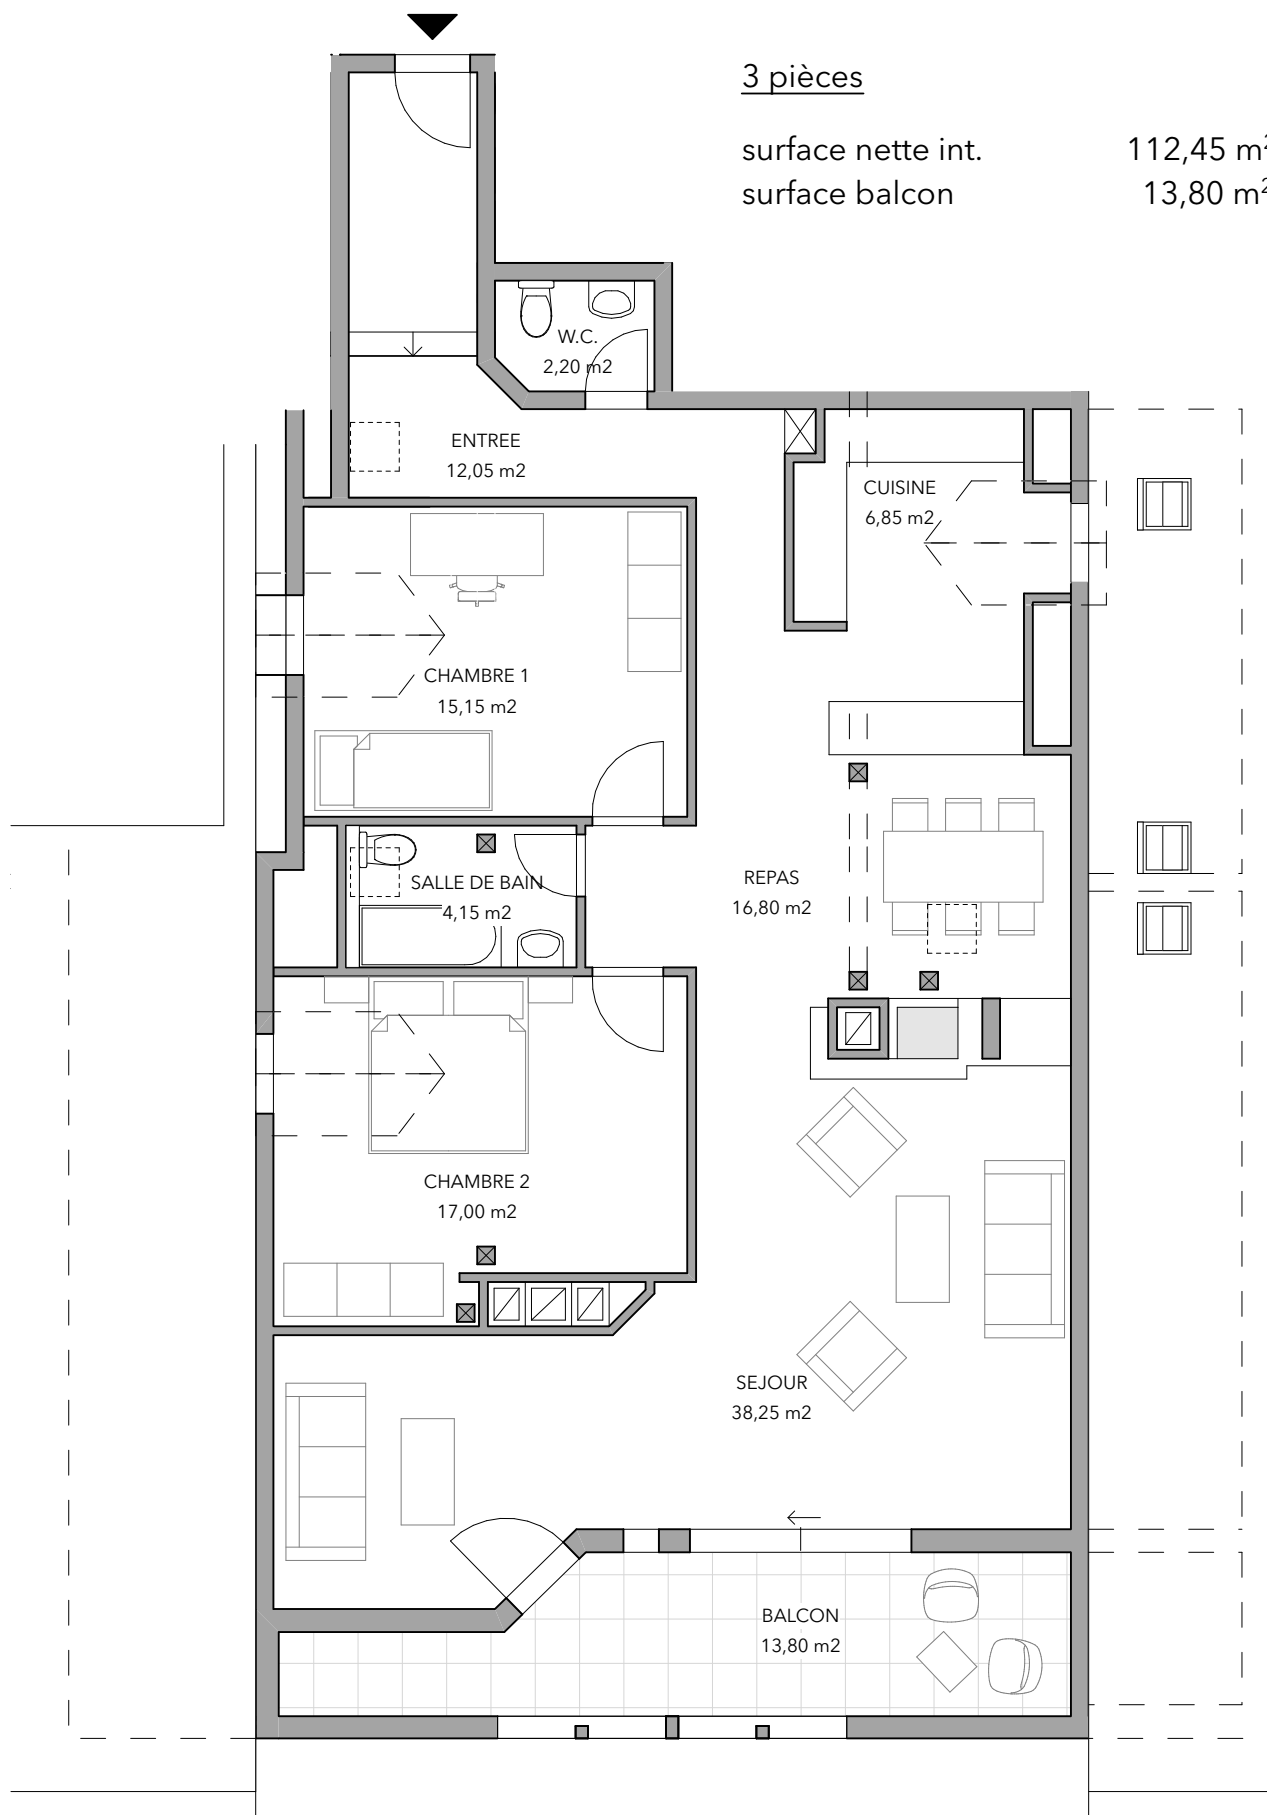 3 pièces
surface nette int. 112,45 m²
surface balcon 13,80 m²
W.C.
2,20 m2
ENTREE
12,05 m2
CUISINE
6,85 m2
CHAMBRE 1
15,15 m2
SALLE DE BAIN
4,15 m2
REPAS
16,80 m2
CHAMBRE 2
17,00 m2
SEJOUR
38,25 m2
BALCON
13,80 m2